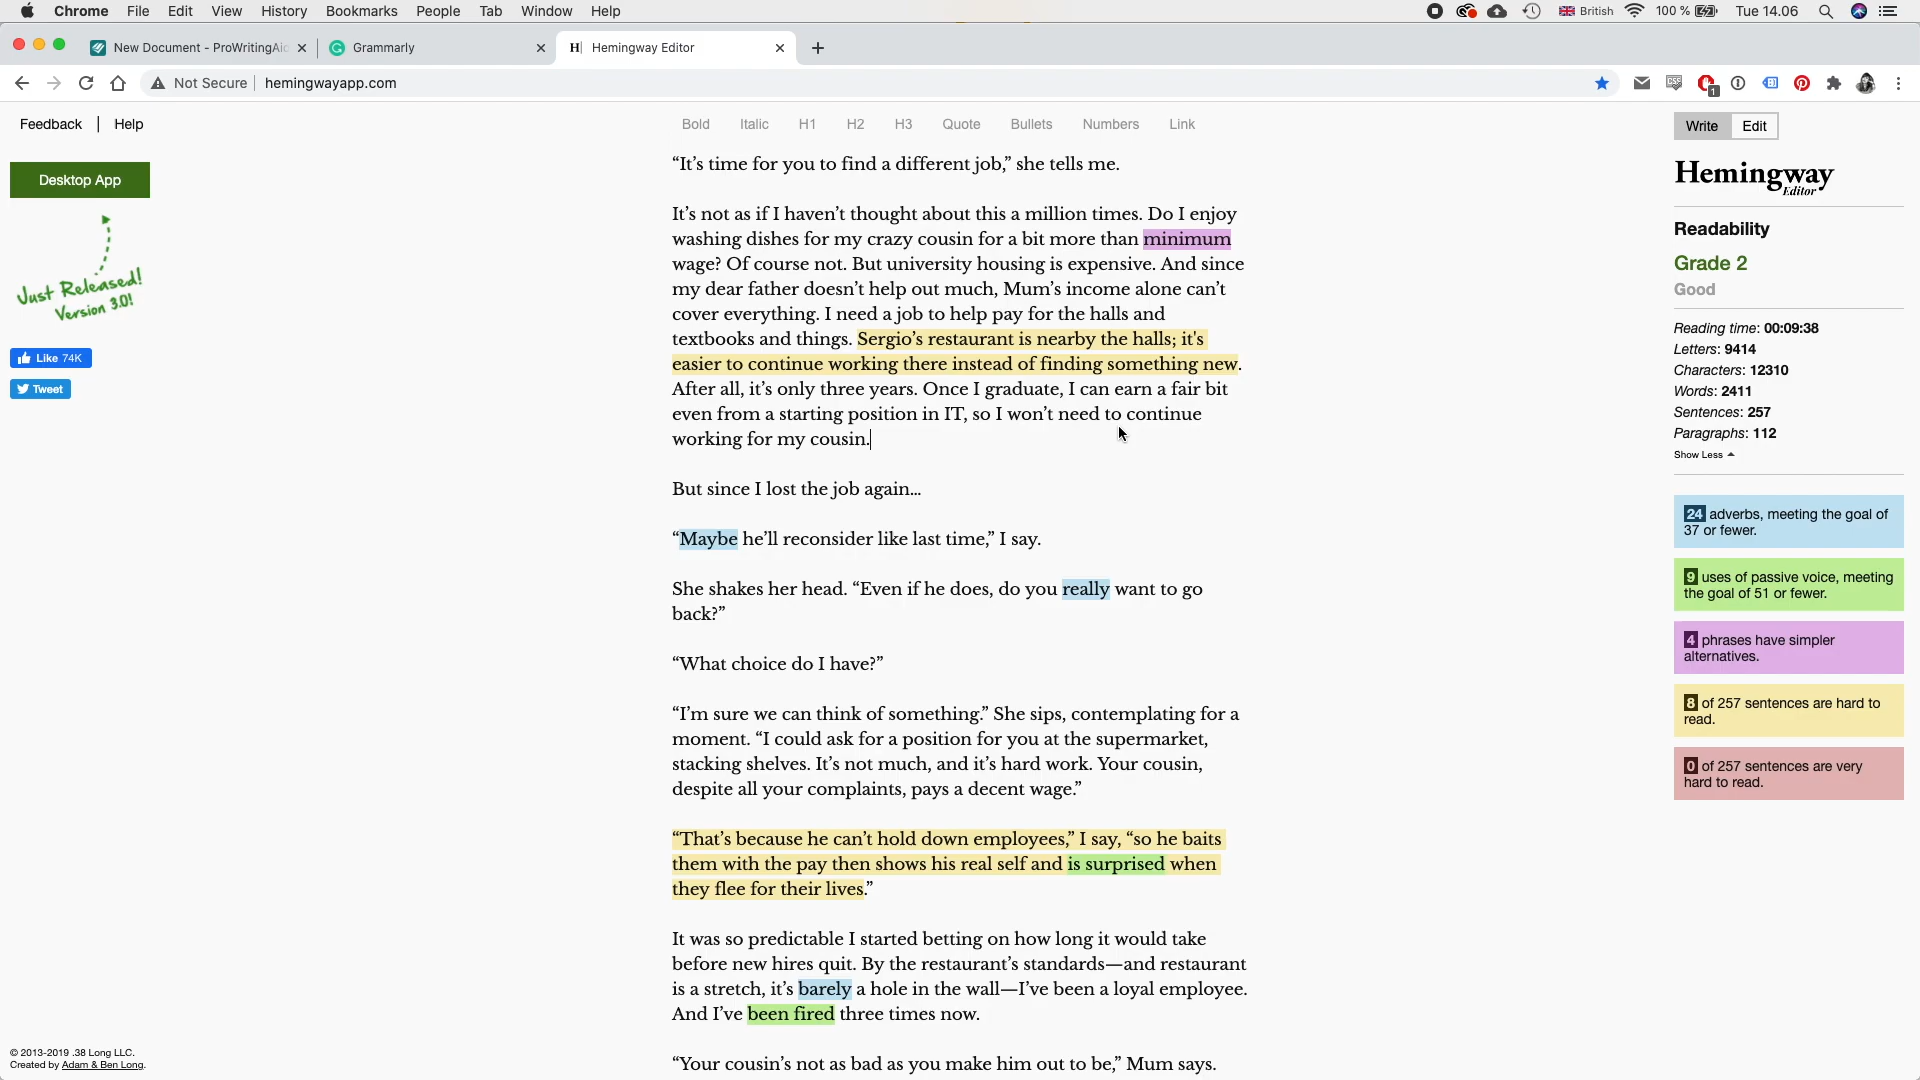 Chrome File Edit View History Bookmarks People Tab Window Help
British 100 % Tue 14.06
New Document - ProWritingAid
Grammarly
H Hemingway Editor
Not Secure hemingwayapp.com
1
Feedback | Help
Bold Italic H1 H2 H3 Quote Bullets Numbers Link
Write Edit
Desktop App
Just Released!
Version 3.0!
Like 74K
Tweet
“It’s time for you to find a different job,” she tells me.
It’s not as if I haven’t thought about this a million times. Do I enjoy
washing dishes for my crazy cousin for a bit more than minimum
wage? Of course not. But university housing is expensive. And since
my dear father doesn’t help out much, Mum’s income alone can’t
cover everything. I need a job to help pay for the halls and
textbooks and things. Sergio’s restaurant is nearby the halls; it's
easier to continue working there instead of finding something new.
After all, it’s only three years. Once I graduate, I can earn a fair bit
even from a starting position in IT, so I won’t need to continue
working for my cousin.
But since I lost the job again…
“Maybe he’ll reconsider like last time,” I say.
She shakes her head. “Even if he does, do you really want to go
back?”
“What choice do I have?”
“I’m sure we can think of something.” She sips, contemplating for a
moment. “I could ask for a position for you at the supermarket,
stacking shelves. It’s not much, and it’s hard work. Your cousin,
despite all your complaints, pays a decent wage.”
“That’s because he can’t hold down employees,” I say, “so he baits
them with the pay then shows his real self and is surprised when
they flee for their lives.”
It was so predictable I started betting on how long it would take
before new hires quit. By the restaurant’s standards—and restaurant
is a stretch, it’s barely a hole in the wall—I’ve been a loyal employee.
And I’ve been fired three times now.
“Your cousin’s not as bad as you make him out to be,” Mum says.
Hemingway
Editor
Readability
Grade 2
Good
Reading time: 00:09:38
Letters: 9414
Characters: 12310
Words: 2411
Sentences: 257
Paragraphs: 112
Show Less
24 adverbs, meeting the goal of
37 or fewer.
9 uses of passive voice, meeting
the goal of 51 or fewer.
4 phrases have simpler
alternatives.
8 of 257 sentences are hard to
read.
0 of 257 sentences are very
hard to read.
© 2013-2019 .38 Long LLC.
Created by Adam & Ben Long.